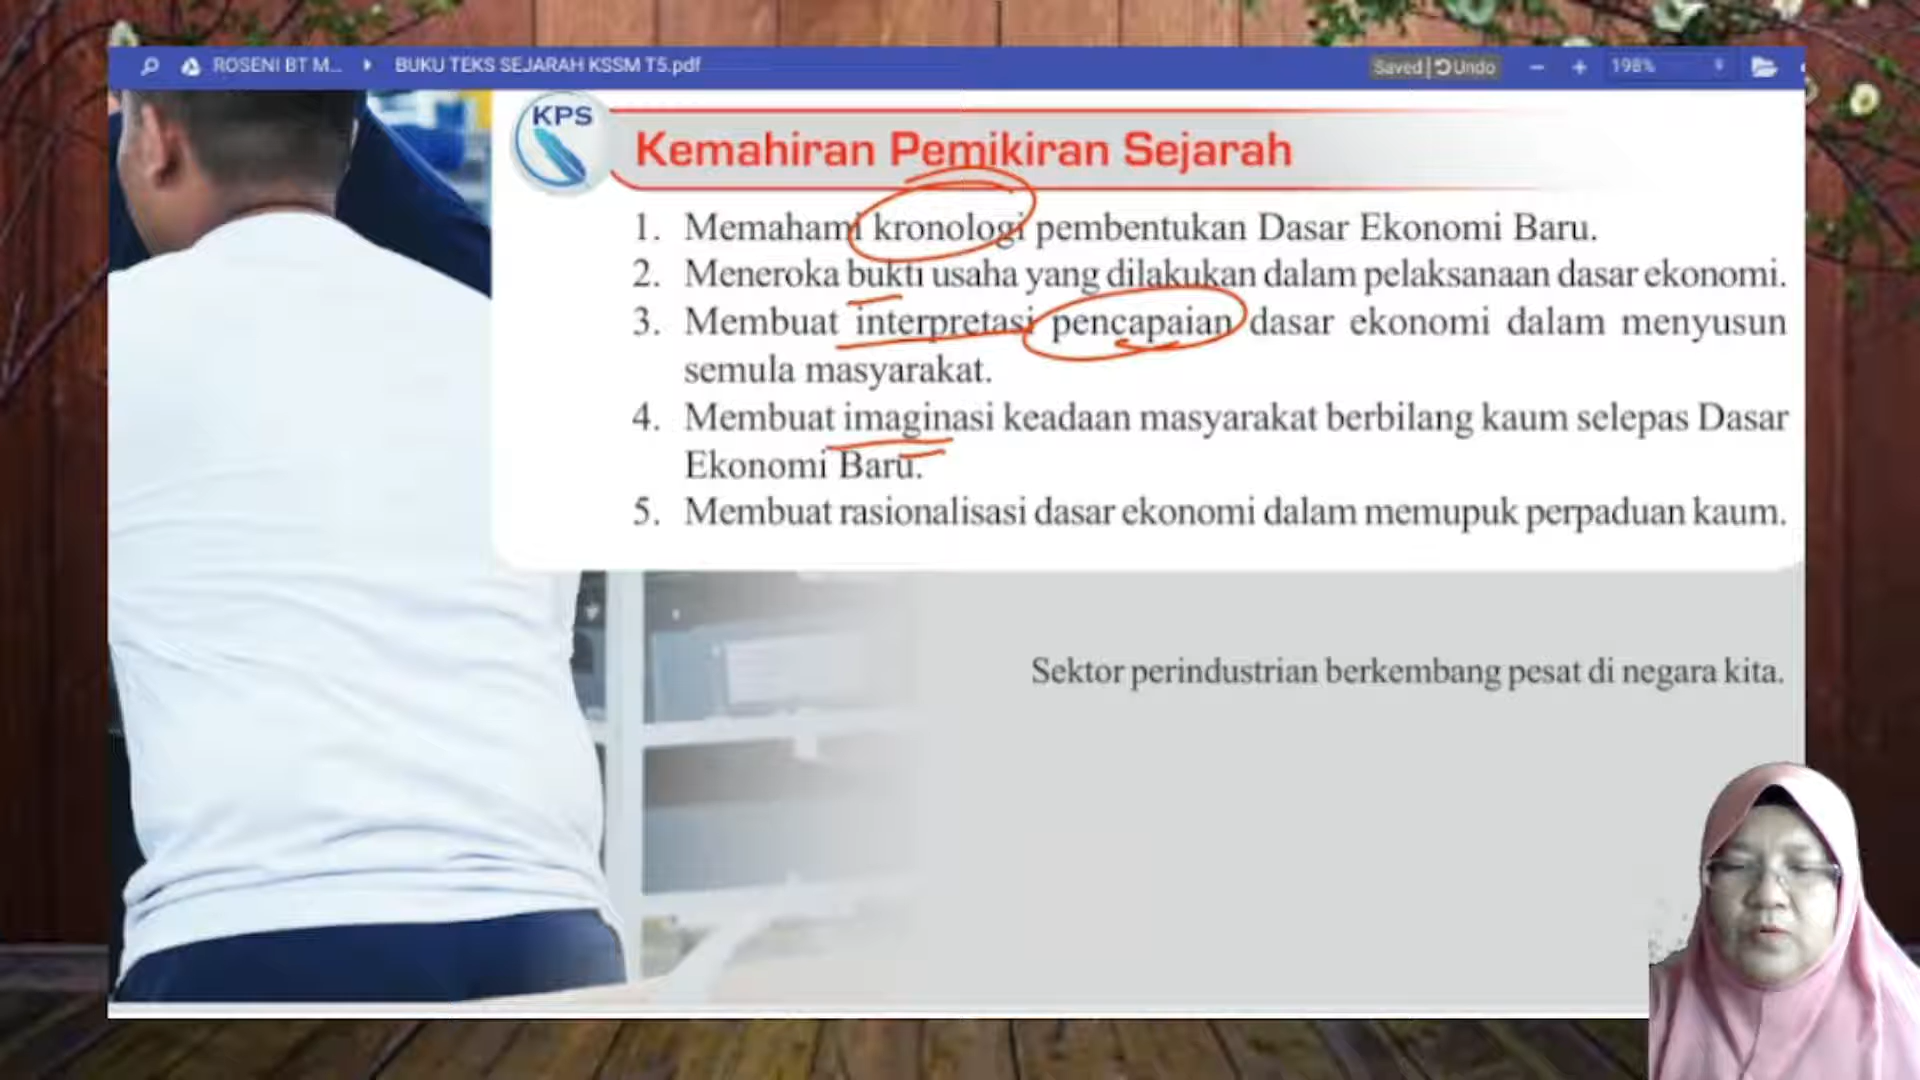 ROSENI BT M... BUKU TEKS SEJARAH KSSM T5.pdf Saved | Undo 198%
KPS
Kemahiran Pemikiran Sejarah
1. Memahami kronologi pembentukan Dasar Ekonomi Baru.
2. Meneroka bukti usaha yang dilakukan dalam pelaksanaan dasar ekonomi.
3. Membuat interpretasi pencapaian dasar ekonomi dalam menyusun
semula masyarakat.
4. Membuat imaginasi keadaan masyarakat berbilang kaum selepas Dasar
Ekonomi Baru.
5. Membuat rasionalisasi dasar ekonomi dalam memupuk perpaduan kaum.
Sektor perindustrian berkembang pesat di negara kita.